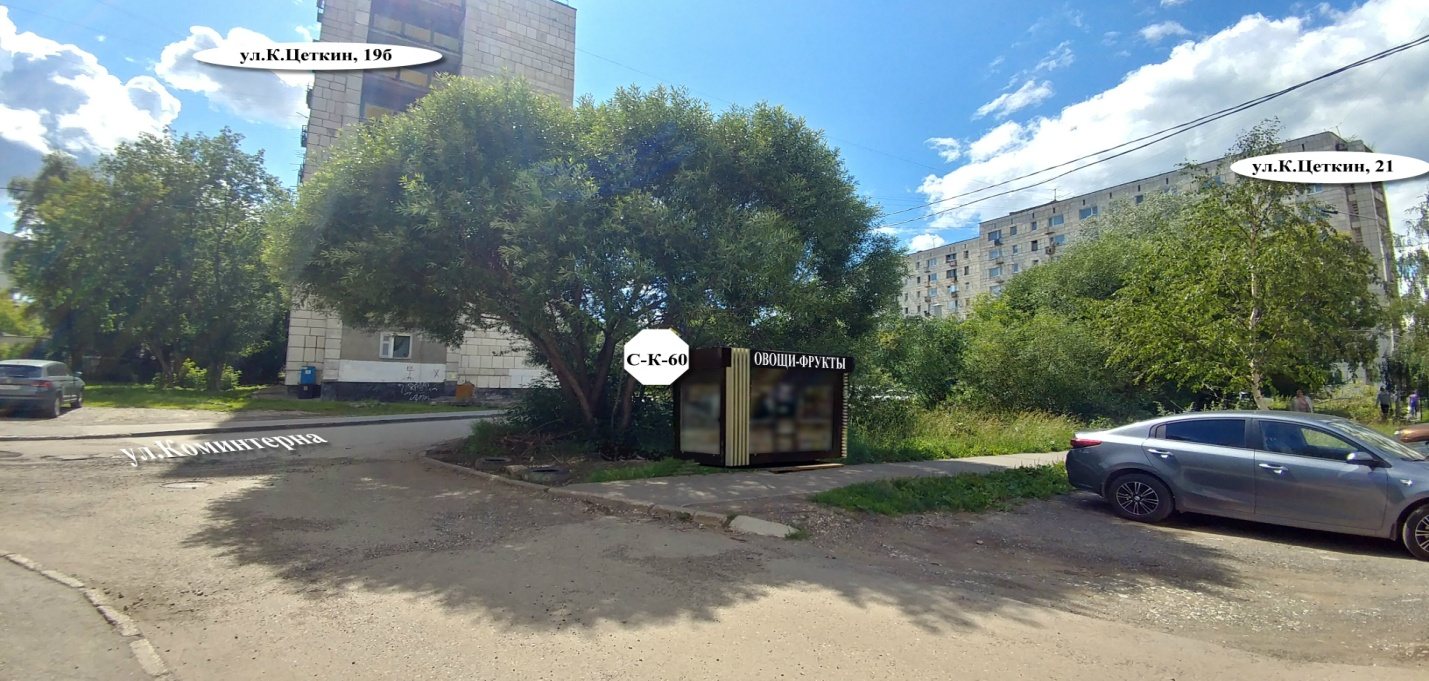 ул.К.Цеткин, 19б
ул.К.Цеткин, 21
С-К-60
ОВОЩИ-ФРУКТЫ
ул.Коминтерна